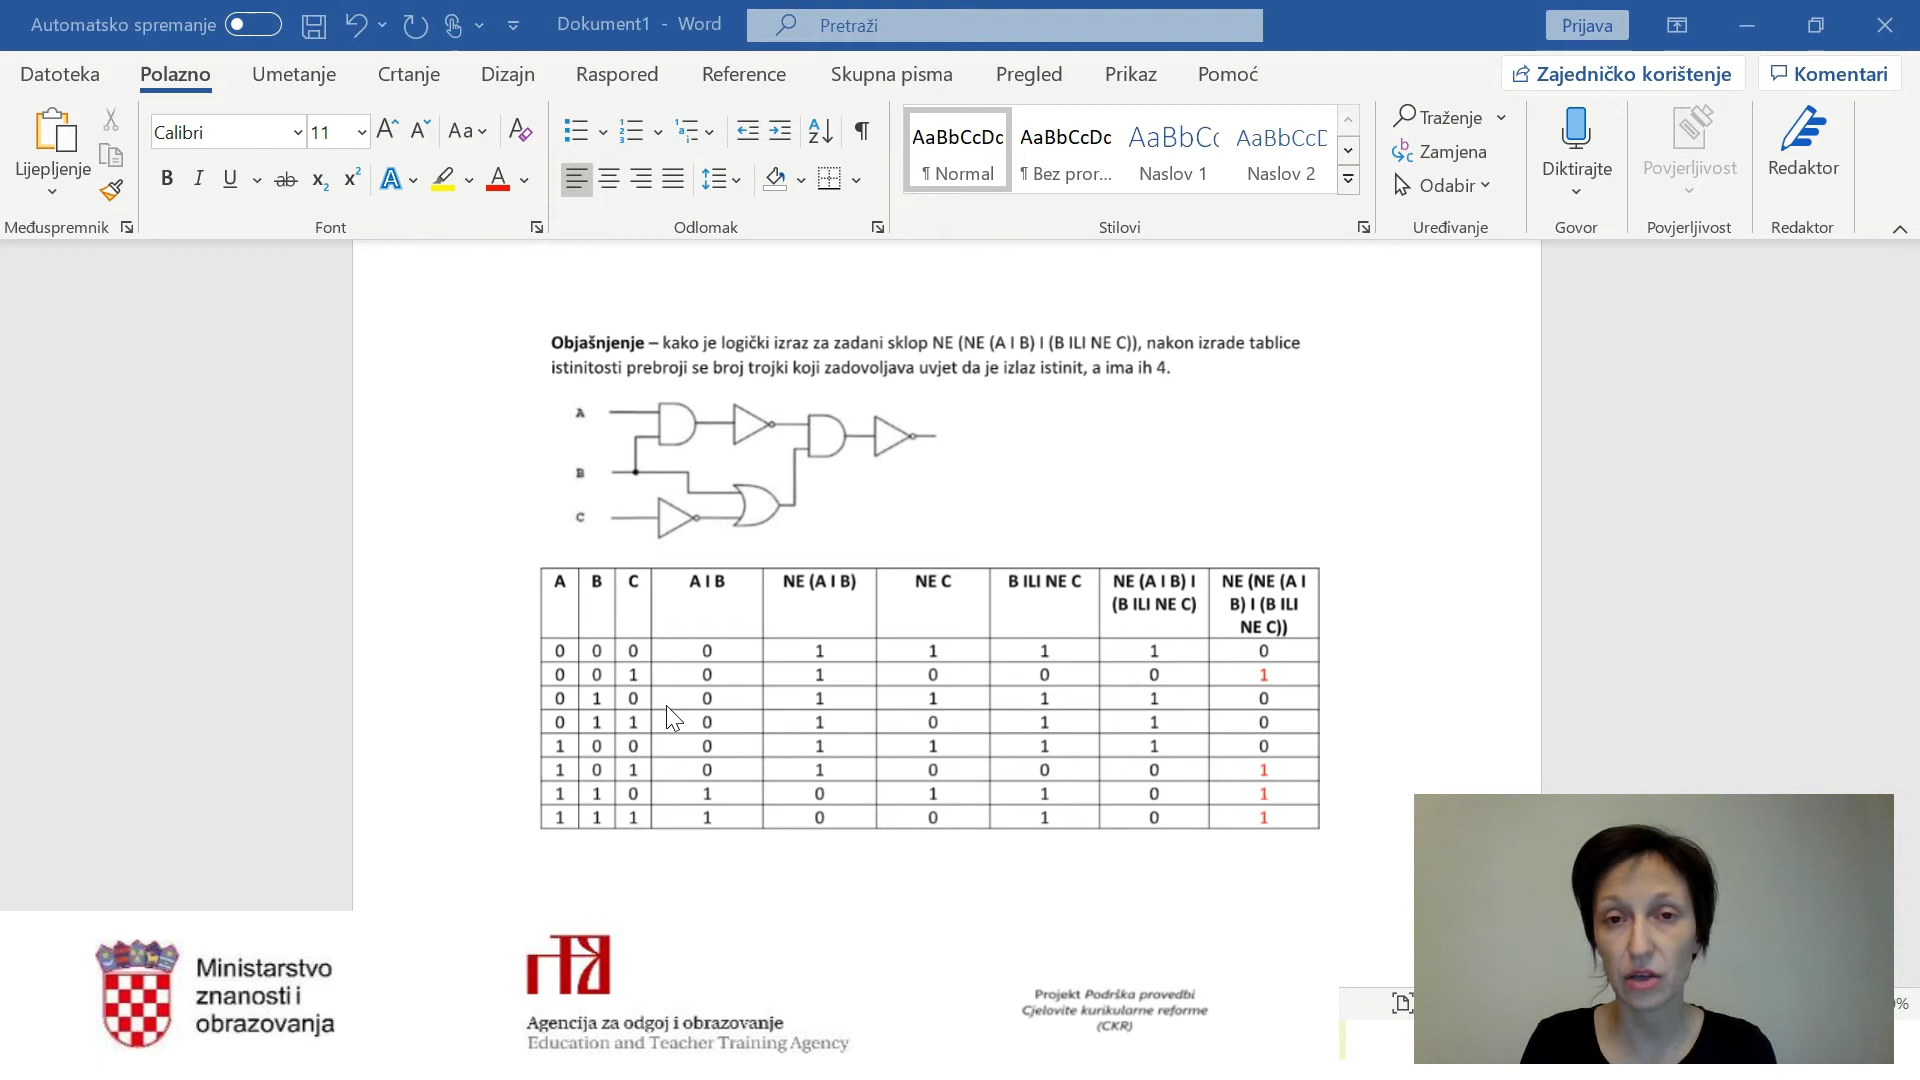 Automatsko spremanje
Dokument1 - Word
Pretraži
Prijava
Datoteka Polazno Umetanje Crtanje Dizajn Raspored Reference Skupna pisma Pregled Prikaz Pomoć
Zajedničko korištenje
Komentari
Lijepljenje
Calibri 11
AaBbCcDc AaBbCcDc AaBbCc AaBbCcD
¶ Normal ¶ Bez pror... Naslov 1 Naslov 2
Traženje
Zamjena
Odabir
Diktirajte
Povjerljivost
Redaktor
Međuspremnik Font Odlomak Stilovi Uređivanje Govor Povjerljivost Redaktor
Objašnjenje – kako je logički izraz za zadani sklop NE (NE (A I B) I (B ILI NE C)), nakon izrade tablice
istinitosti prebroji se broj trojki koji zadovoljava uvjet da je izlaz istinit, a ima ih 4.
A
B
C
A B C A I B NE (A I B) NE C B ILI NE C NE (A I B) I (B ILI NE C) NE (NE (A I B) I (B ILI NE C))
0 0 0 0 1 1 1 1 0
0 0 1 0 1 0 0 0 1
0 1 0 0 1 1 1 1 0
0 1 1 0 1 0 1 1 0
1 0 0 0 1 1 1 1 0
1 0 1 0 1 0 0 0 1
1 1 0 1 0 1 1 0 1
1 1 1 1 0 0 1 0 1
Ministarstvo
znanosti i
obrazovanja
Agencija za odgoj i obrazovanje
Education and Teacher Training Agency
Projekt Podrška provedbi
Cjelovite kurikularne reforme
(CKR)